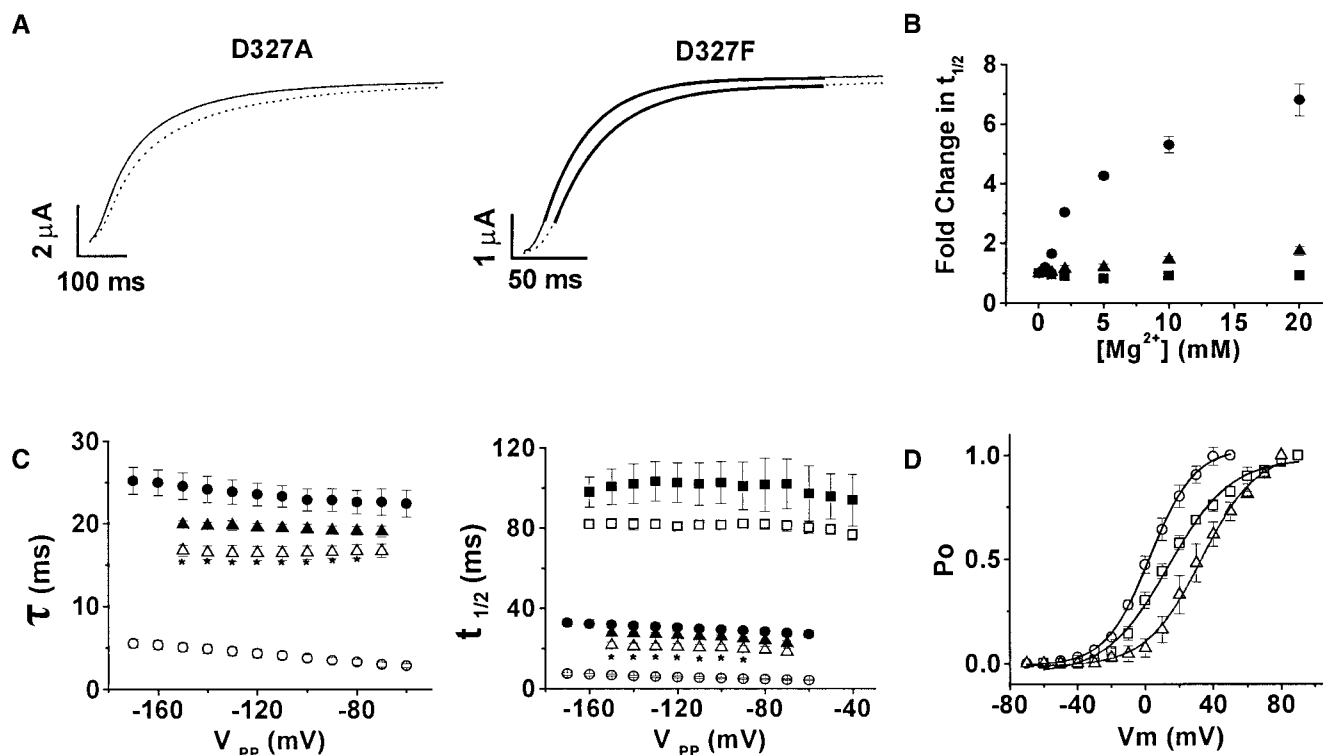 A
D327A
2 μA
100 ms
D327F
1 μA
50 ms
B
Fold Change in t1/2
8
6
4
2
0
0 5 10 15 20
[Mg2+] (mM)
C
τ (ms)
30
20
10
0
* * * * * * * *
-160 -120 -80
V PP (mV)
t 1/2 (ms)
120
80
40
0
* * * * * * *
-160 -120 -80 -40
V PP (mV)
D
Po
1.0
0.5
0.0
-80 -40 0 40 80
Vm (mV)